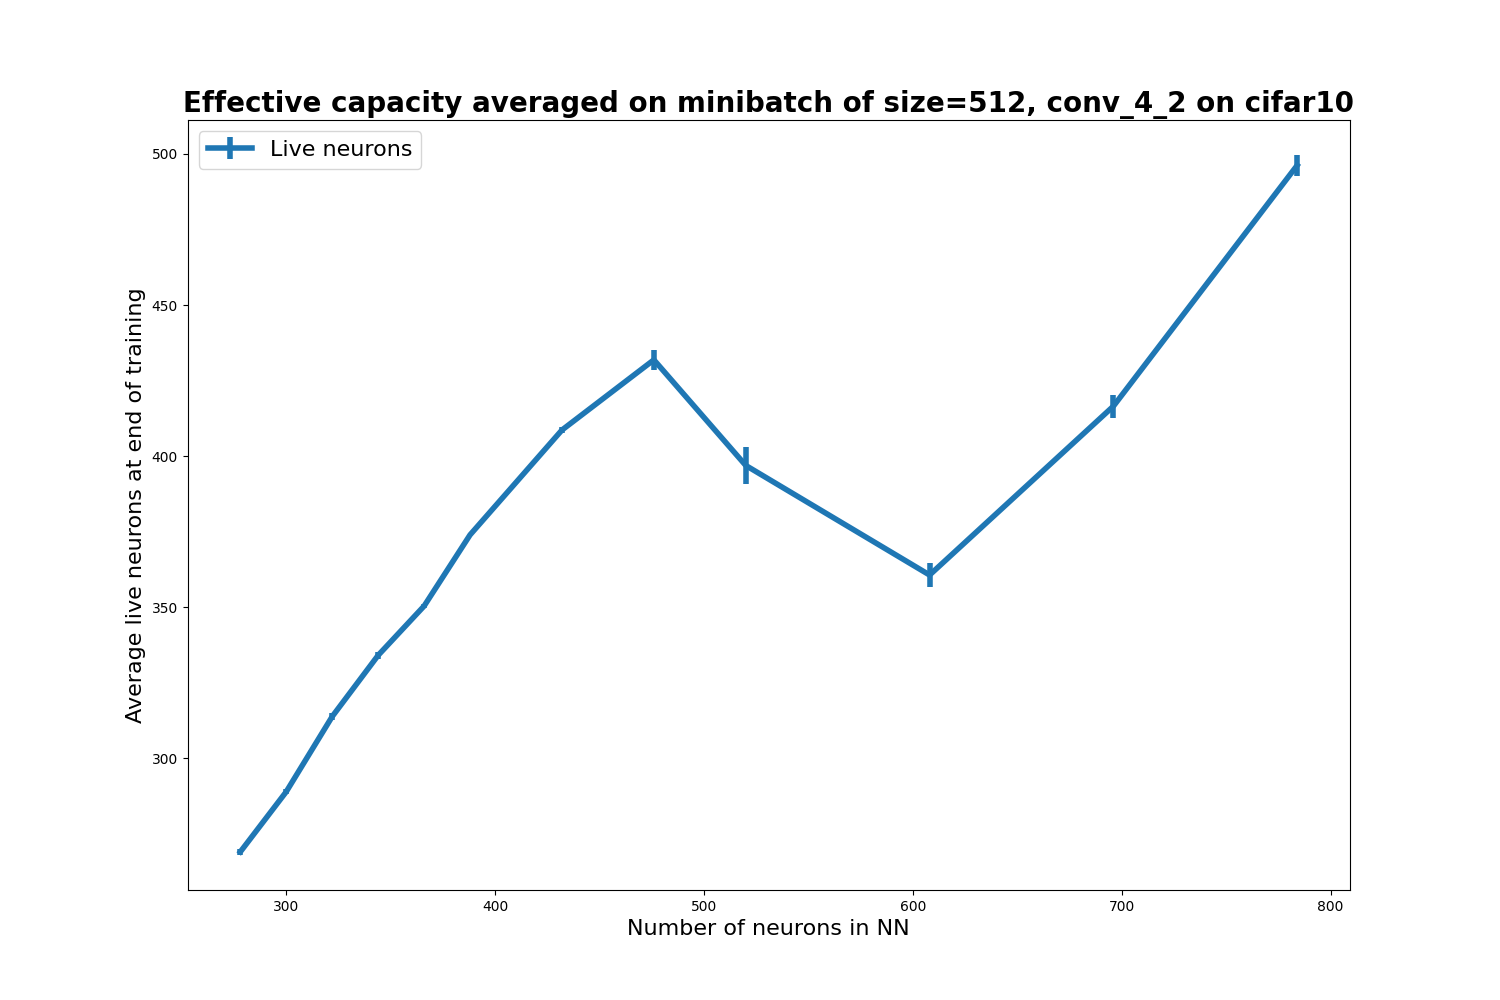 Effective capacity averaged on minibatch of size=512, conv_4_2 on cifar10
Live neurons
Average live neurons at end of training
500
450
400
350
300
300 400 500 600 700 800
Number of neurons in NN